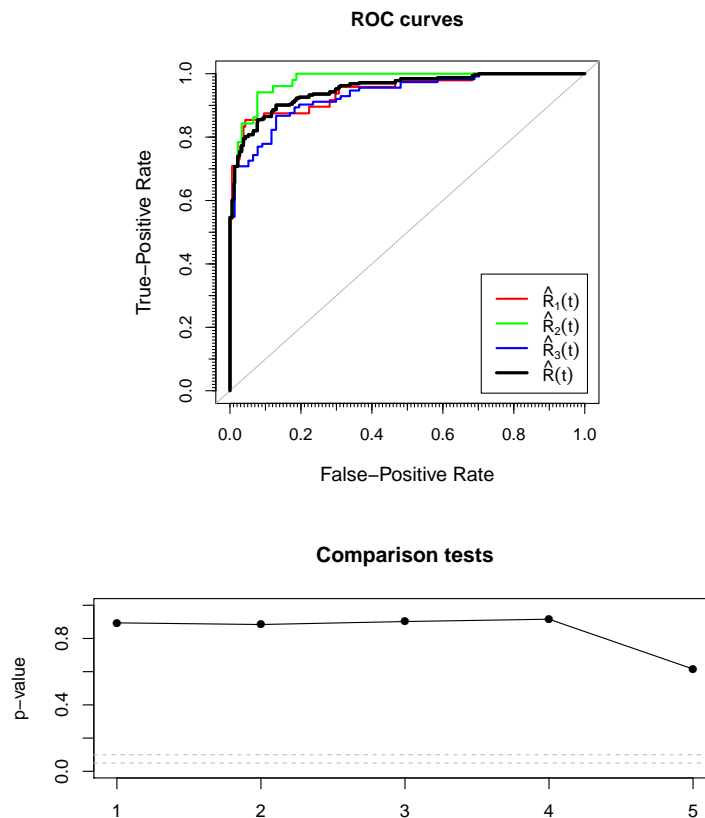 ROC curves
True−Positive Rate
1.0
0.8
0.6
0.4
0.2
0.0
R̂₁(t)
R̂₂(t)
R̂₃(t)
R̂(t)
0.0 0.2 0.4 0.6 0.8 1.0
False−Positive Rate
Comparison tests
p−value
0.8
0.4
0.0
1 2 3 4 5